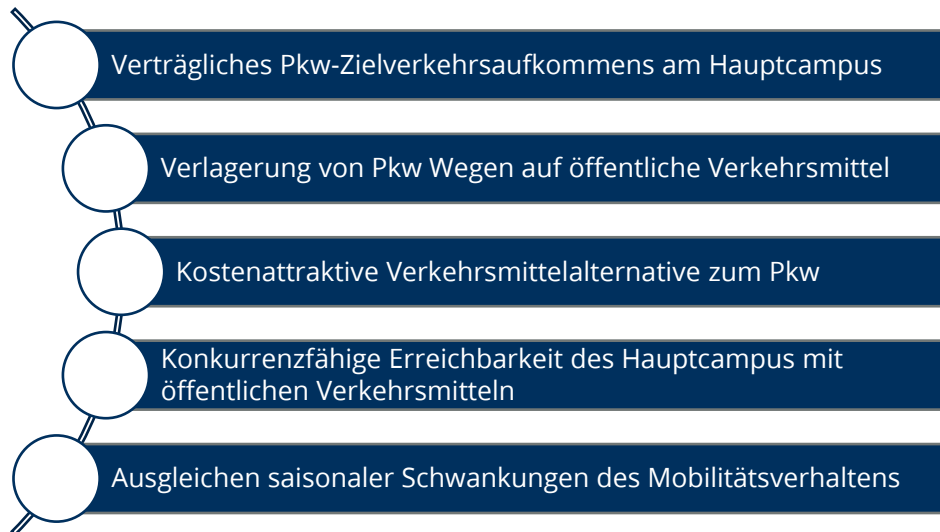 Verträgliches Pkw-Zielverkehrsaufkommens am Hauptcampus
Verlagerung von Pkw Wegen auf öffentliche Verkehrsmittel
Kostenattraktive Verkehrsmittelalternative zum Pkw
Konkurrenzfähige Erreichbarkeit des Hauptcampus mit
öffentlichen Verkehrsmitteln
Ausgleichen saisonaler Schwankungen des Mobilitätsverhaltens